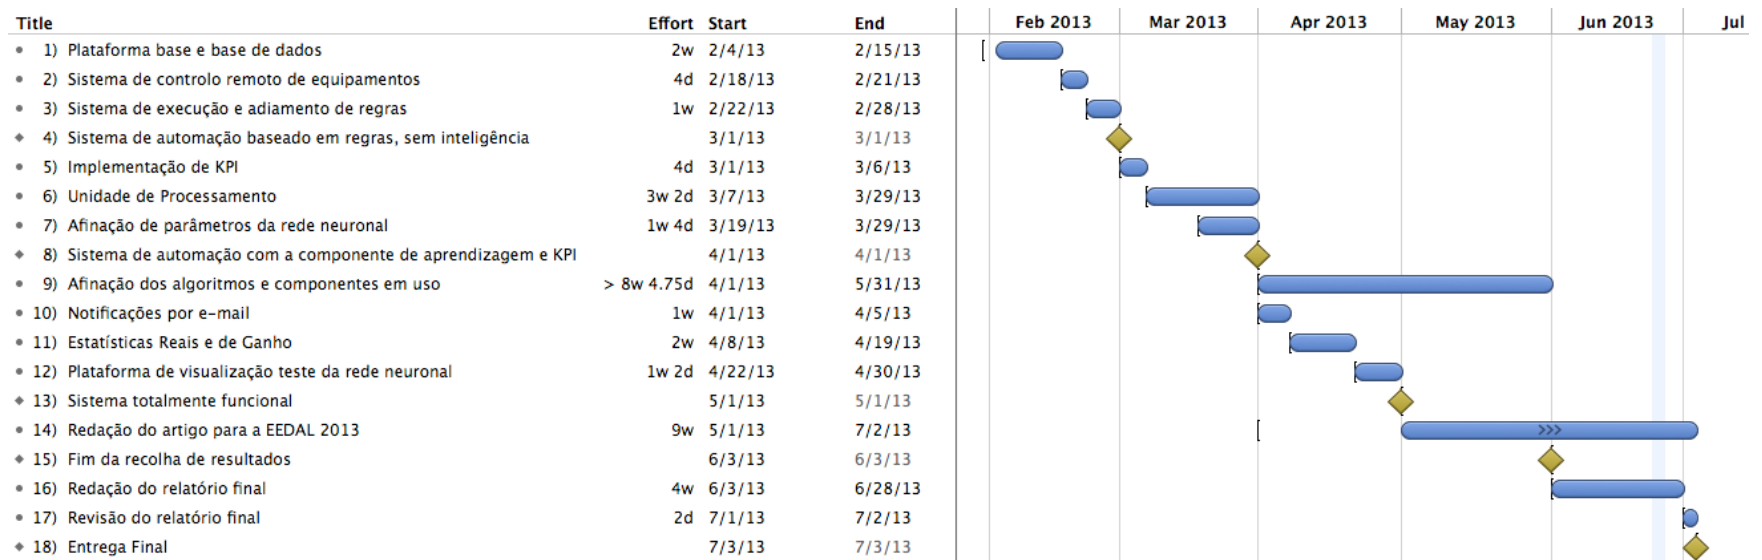 Title Effort Start End Feb 2013 Mar 2013 Apr 2013 May 2013 Jun 2013 Jul
1) Plataforma base e base de dados 2w 2/4/13 2/15/13
2) Sistema de controlo remoto de equipamentos 4d 2/18/13 2/21/13
3) Sistema de execução e adiamento de regras 1w 2/22/13 2/28/13
4) Sistema de automação baseado em regras, sem inteligência 3/1/13 3/1/13
5) Implementação de KPI 4d 3/1/13 3/6/13
6) Unidade de Processamento 3w 2d 3/7/13 3/29/13
7) Afinação de parâmetros da rede neuronal 1w 4d 3/19/13 3/29/13
8) Sistema de automação com a componente de aprendizagem e KPI 4/1/13 4/1/13
9) Afinação dos algoritmos e componentes em uso > 8w 4.75d 4/1/13 5/31/13
10) Notificações por e-mail 1w 4/1/13 4/5/13
11) Estatísticas Reais e de Ganho 2w 4/8/13 4/19/13
12) Plataforma de visualização teste da rede neuronal 1w 2d 4/22/13 4/30/13
13) Sistema totalmente funcional 5/1/13 5/1/13
14) Redação do artigo para a EEDAL 2013 9w 5/1/13 7/2/13 >>>
15) Fim da recolha de resultados 6/3/13 6/3/13
16) Redação do relatório final 4w 6/3/13 6/28/13
17) Revisão do relatório final 2d 7/1/13 7/2/13
18) Entrega Final 7/3/13 7/3/13